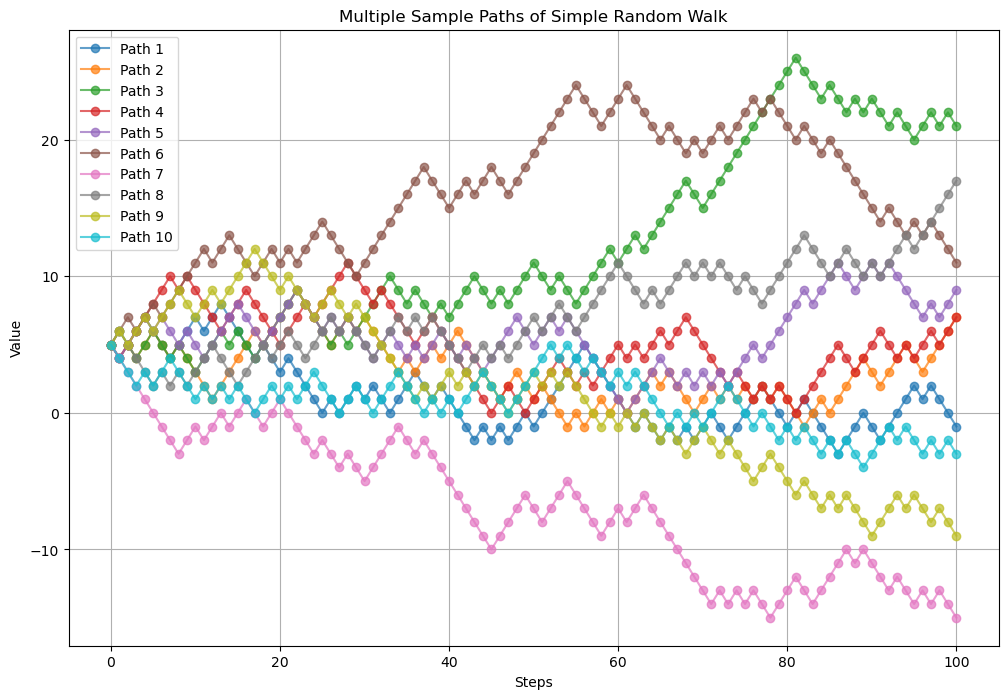 Multiple Sample Paths of Simple Random Walk
Path 1
Path 2
Path 3
Path 4
Path 5
Path 6
Path 7
Path 8
Path 9
Path 10
20
10
0
−10
Value
0 20 40 60 80 100
Steps